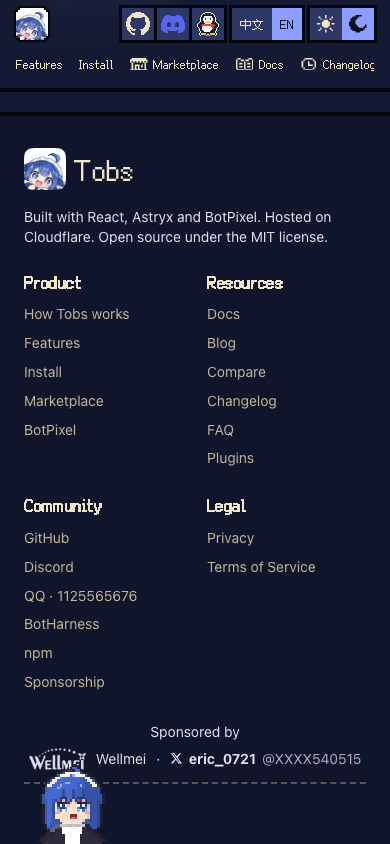 中文 EN
Features Install Marketplace Docs Changelog
Tobs
Built with React, Astryx and BotPixel. Hosted on
Cloudflare. Open source under the MIT license.
Product
How Tobs works
Features
Install
Marketplace
BotPixel
Resources
Docs
Blog
Compare
Changelog
FAQ
Plugins
Community
GitHub
Discord
QQ · 1125565676
BotHarness
npm
Sponsorship
Legal
Privacy
Terms of Service
Sponsored by
Wellmei Wellmei · eric_0721 @XXXX540515